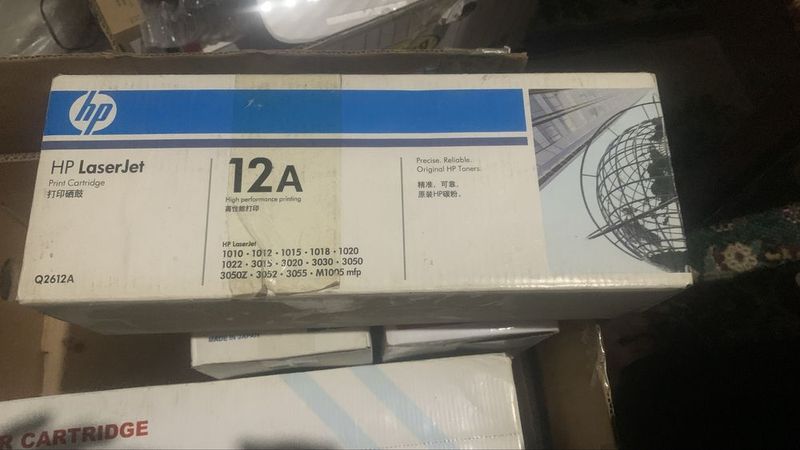 hp
HP LaserJet
Print Cartridge
打印硒鼓
Q2612A
12A
High performance printing
高性能打印
HP LaserJet
1010 • 1012 • 1015 • 1018 • 1020
1022 • 3015 • 3020 • 3030 • 3050
3050Z • 3052 • 3055 • M1005 mfp
Precise. Reliable.
Original HP Toners.
精准，可靠，
原装HP碳粉。
MADE IN JAPAN
R CARTRIDGE